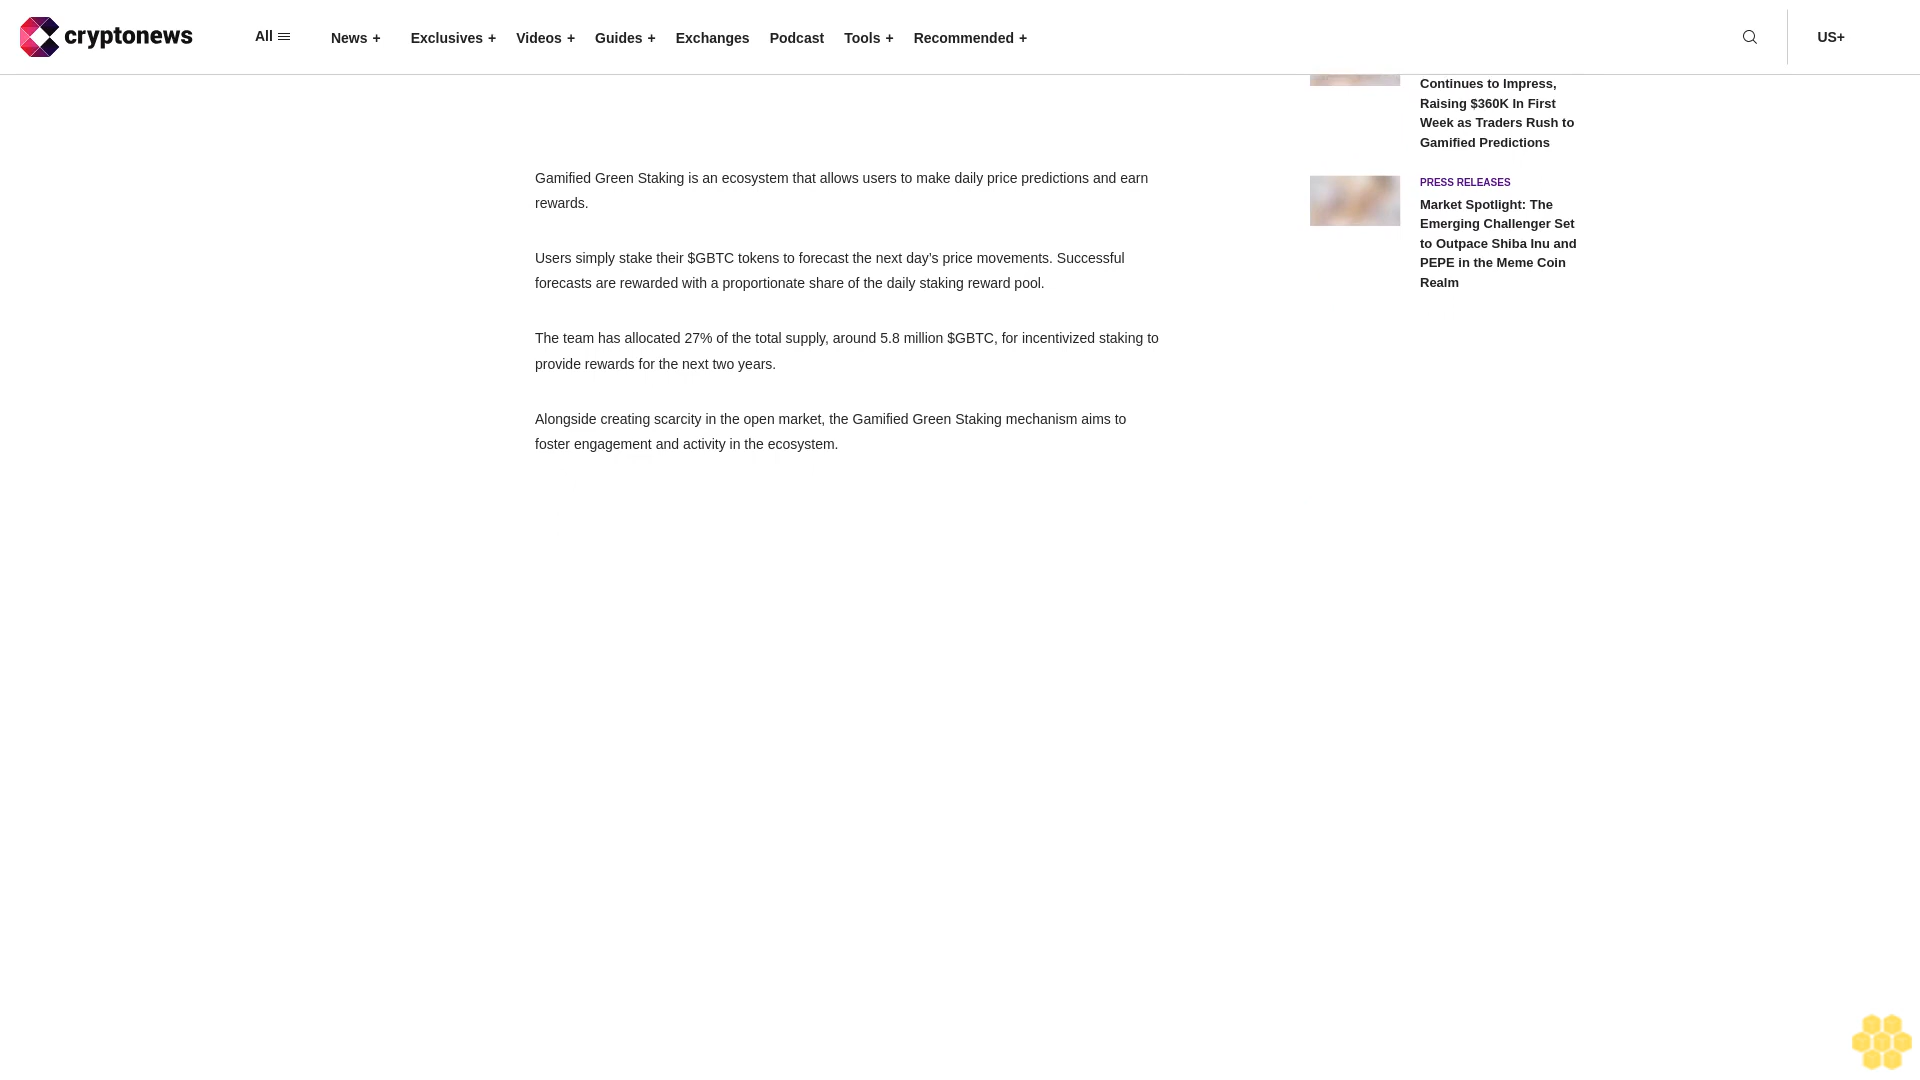 cryptonews
All
News +
Exclusives +
Videos +
Guides +
Exchanges
Podcast
Tools +
Recommended +
US+
Gamified Green Staking is an ecosystem that allows users to make daily price predictions and earn
rewards.
Users simply stake their $GBTC tokens to forecast the next day’s price movements. Successful
forecasts are rewarded with a proportionate share of the daily staking reward pool.
The team has allocated 27% of the total supply, around 5.8 million $GBTC, for incentivized staking to
provide rewards for the next two years.
Alongside creating scarcity in the open market, the Gamified Green Staking mechanism aims to
foster engagement and activity in the ecosystem.
Continues to Impress,
Raising $360K In First
Week as Traders Rush to
Gamified Predictions
PRESS RELEASES
Market Spotlight: The
Emerging Challenger Set
to Outpace Shiba Inu and
PEPE in the Meme Coin
Realm